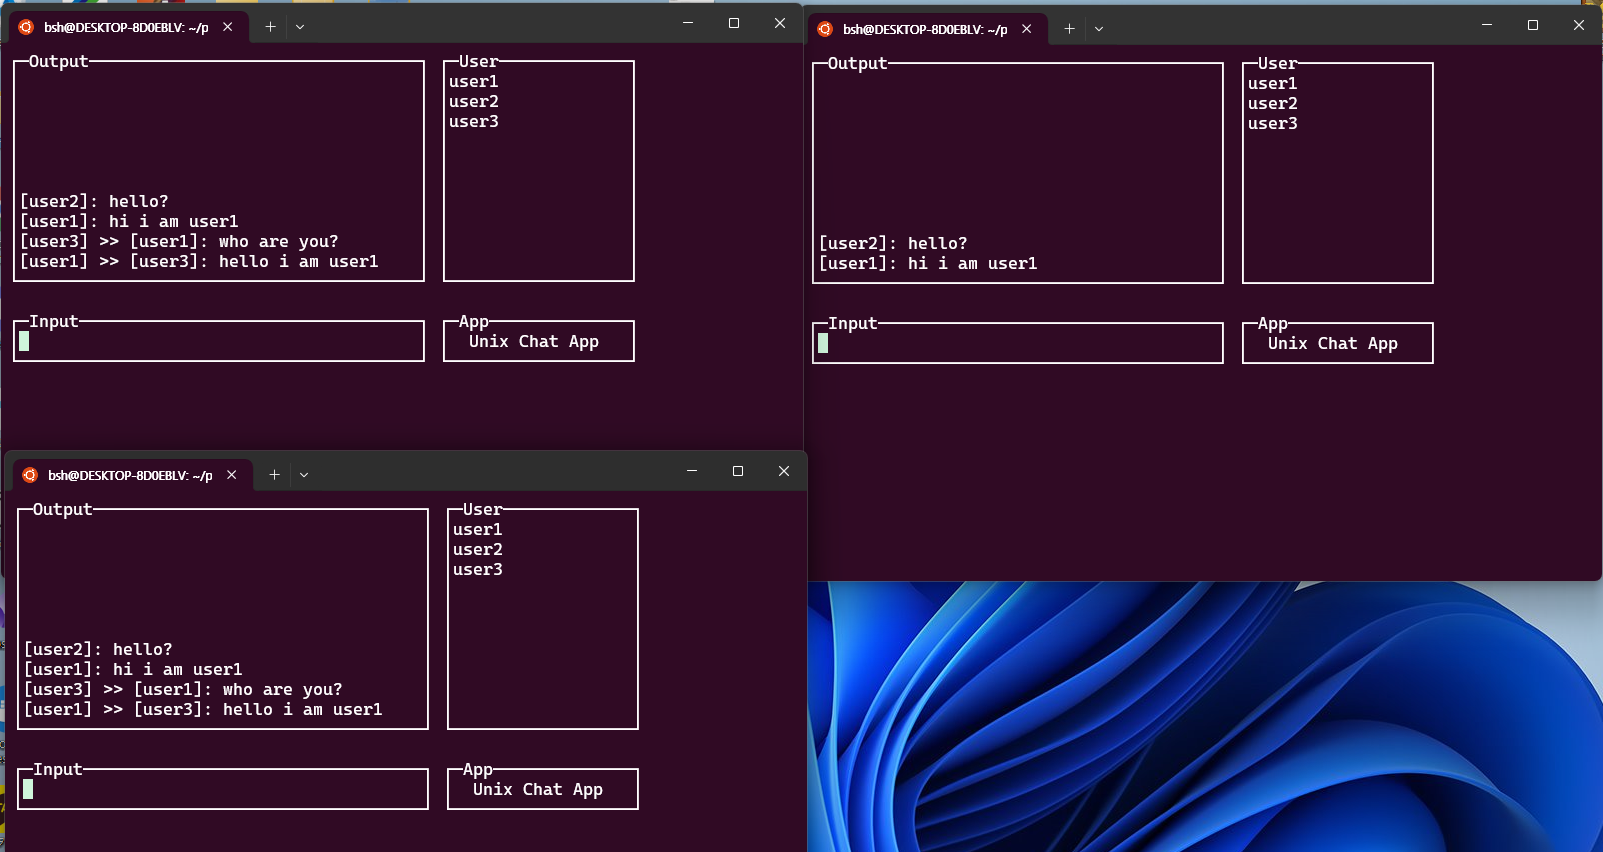 bsh@DESKTOP-8D0EBLV: ~/p
Output
User
user1
user2
user3
[user2]: hello?
[user1]: hi i am user1
[user3] >> [user1]: who are you?
[user1] >> [user3]: hello i am user1
Input
App
Unix Chat App
bsh@DESKTOP-8D0EBLV: ~/p
Output
User
user1
user2
user3
[user2]: hello?
[user1]: hi i am user1
Input
App
Unix Chat App
bsh@DESKTOP-8D0EBLV: ~/p
Output
User
user1
user2
user3
[user2]: hello?
[user1]: hi i am user1
[user3] >> [user1]: who are you?
[user1] >> [user3]: hello i am user1
Input
App
Unix Chat App